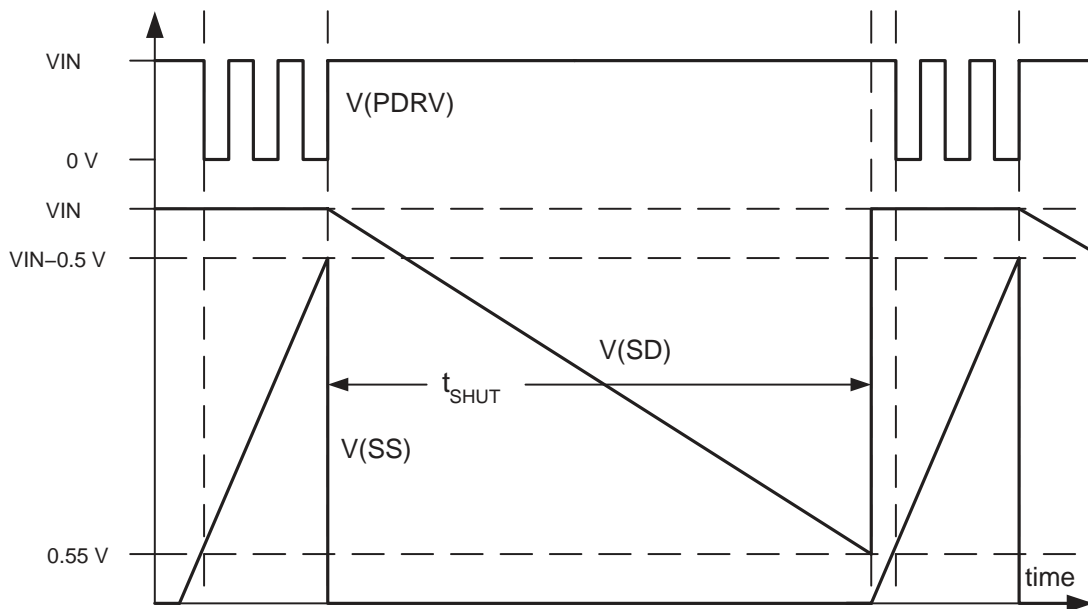 VIN
V(PDRV)
0 V
VIN
VIN−0.5 V
V(SD)
tSHUT
V(SS)
0.55 V
time